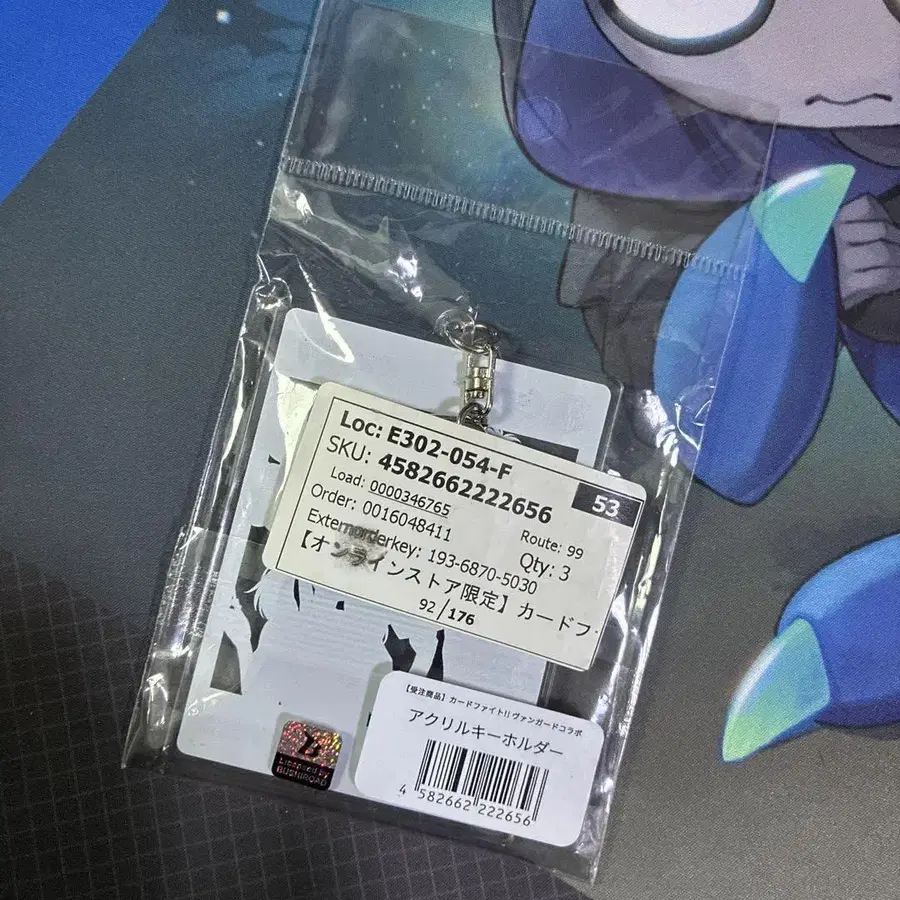 Loc: E302-054-F
SKU: 4582662222656
53
Load: 0000346765
Route: 99
Order: 0016048411
Qty: 3
Externorderkey: 193-6870-5030
【オンラインストア限定】カードフ
92/176
【受注商品】カードファイト!! ヴァンガードコラボ
アクリルキーホルダー
4 582662 222656
Licensed by
BUSHIROAD